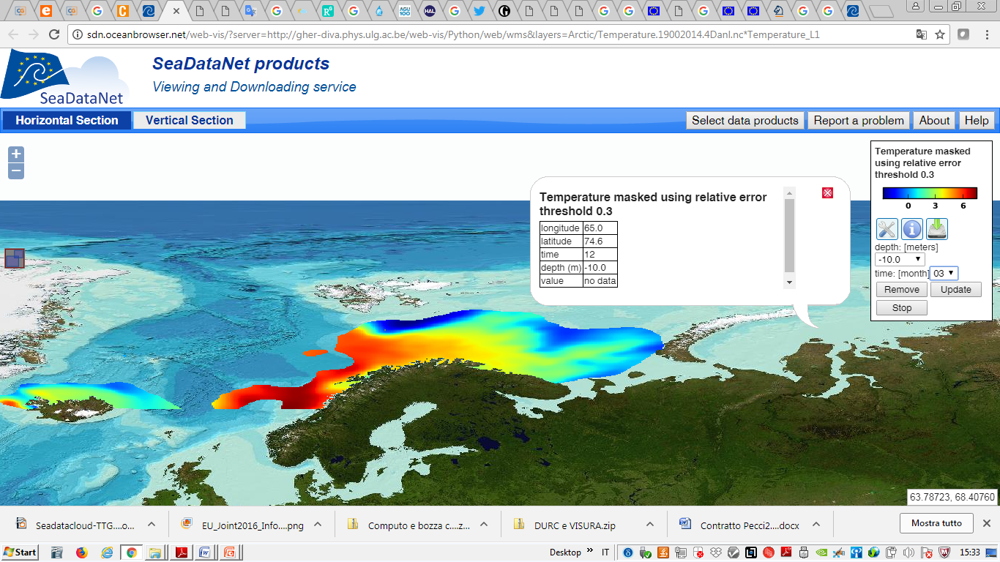 sdn.oceanbrowser.net/web-vis/?server=http://gher-diva.phys.ulg.ac.be/web-vis/Python/web/wms&layers=Arctic/Temperature.19002014.4Danl.nc*Temperature_L1
SeaDataNet
SeaDataNet products
Viewing and Downloading service
Horizontal Section
Vertical Section
Select data products
Report a problem
About
Help
+
−
Temperature masked using relative error
threshold 0.3
longitude 65.0
latitude 74.6
time 12
depth (m) -10.0
value no data
Temperature masked
using relative error
threshold 0.3
0 3 6
depth: [meters]
-10.0
time: [month] 03
Remove
Update
Stop
63.78723, 68.40760
Seadatacloud-TTG....o...
EU_Joint2016_Info....png
Computo e bozza c....z...
DURC e VISURA.zip
Contratto Pecci2....docx
Mostra tutto
Start
Desktop
»
IT
15:33